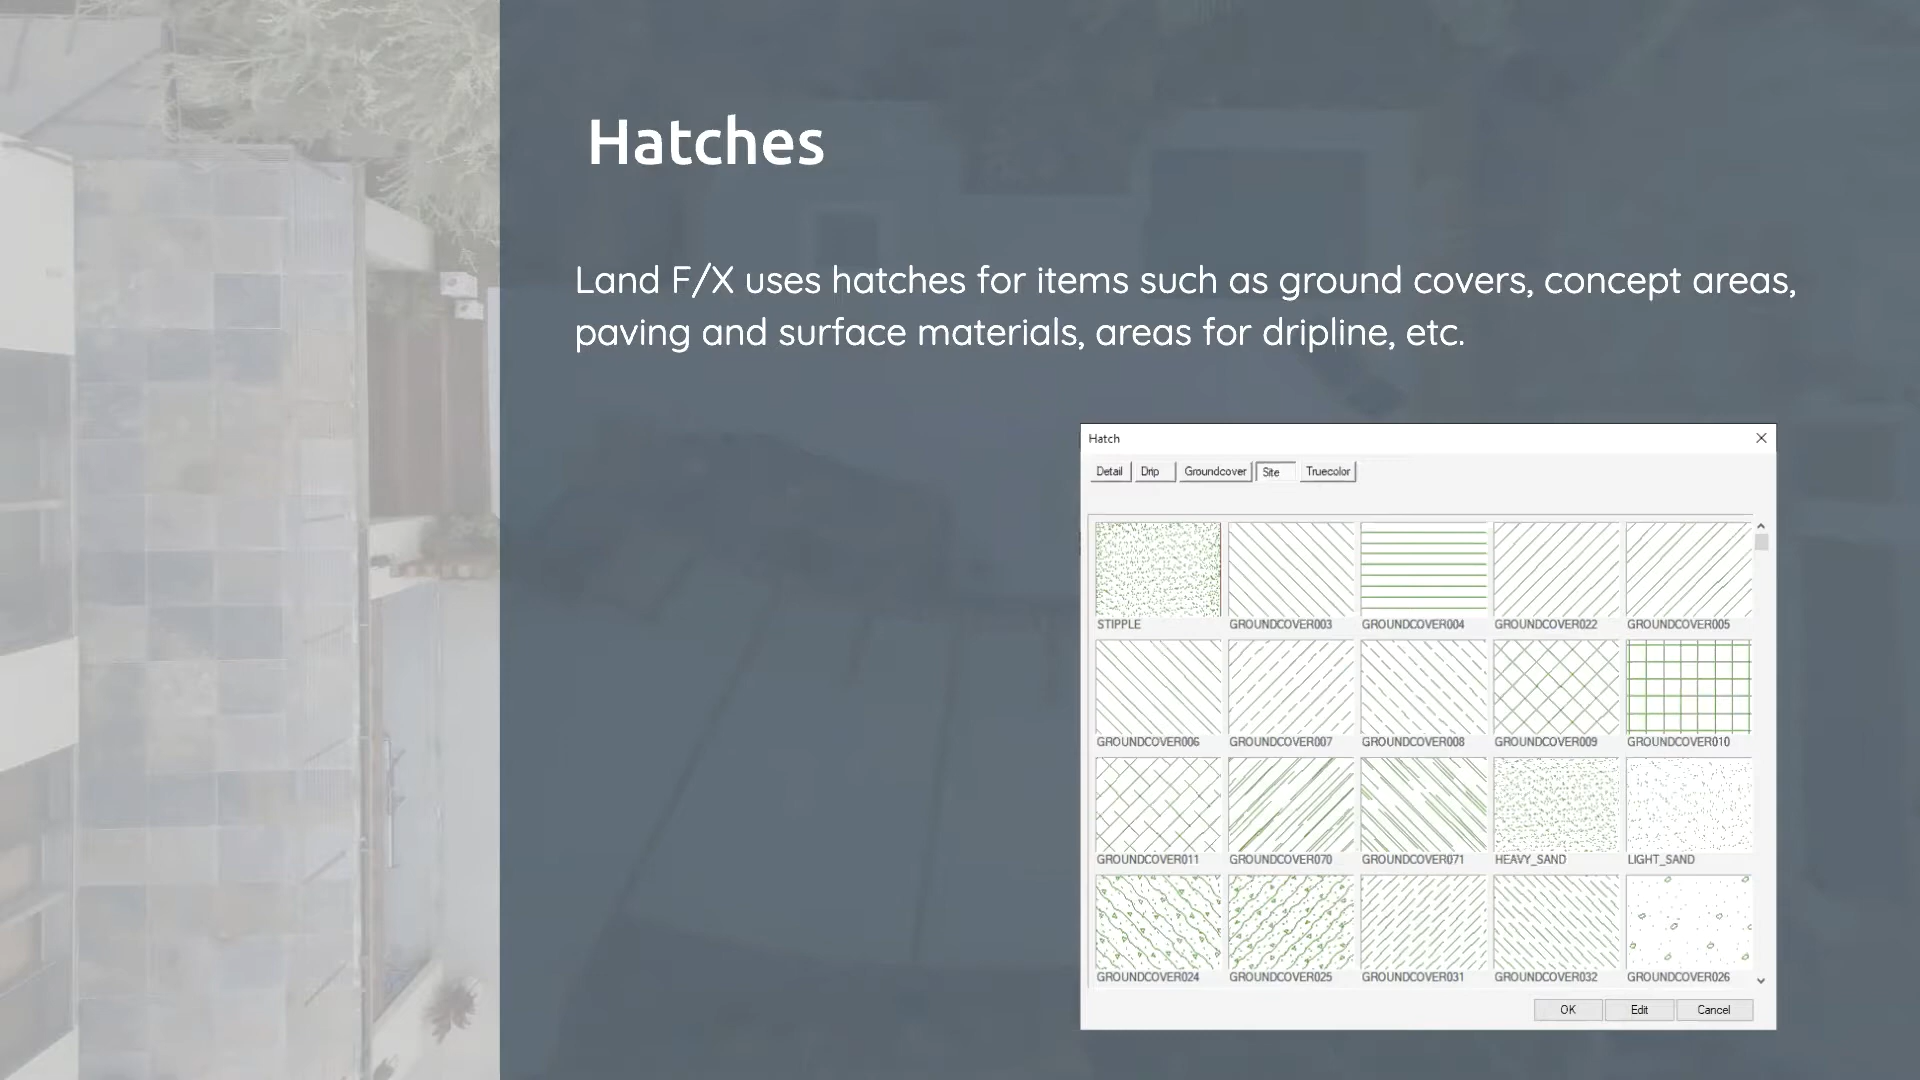 Hatches
Land F/X uses hatches for items such as ground covers, concept areas,
paving and surface materials, areas for dripline, etc.
Hatch
Detail Drip Groundcover Site Truecolor
STIPPLE GROUNDCOVER003 GROUNDCOVER004 GROUNDCOVER022 GROUNDCOVER005
GROUNDCOVER006 GROUNDCOVER007 GROUNDCOVER008 GROUNDCOVER009 GROUNDCOVER010
GROUNDCOVER011 GROUNDCOVER070 GROUNDCOVER071 HEAVY_SAND LIGHT_SAND
GROUNDCOVER024 GROUNDCOVER025 GROUNDCOVER031 GROUNDCOVER032 GROUNDCOVER026
OK Edit Cancel